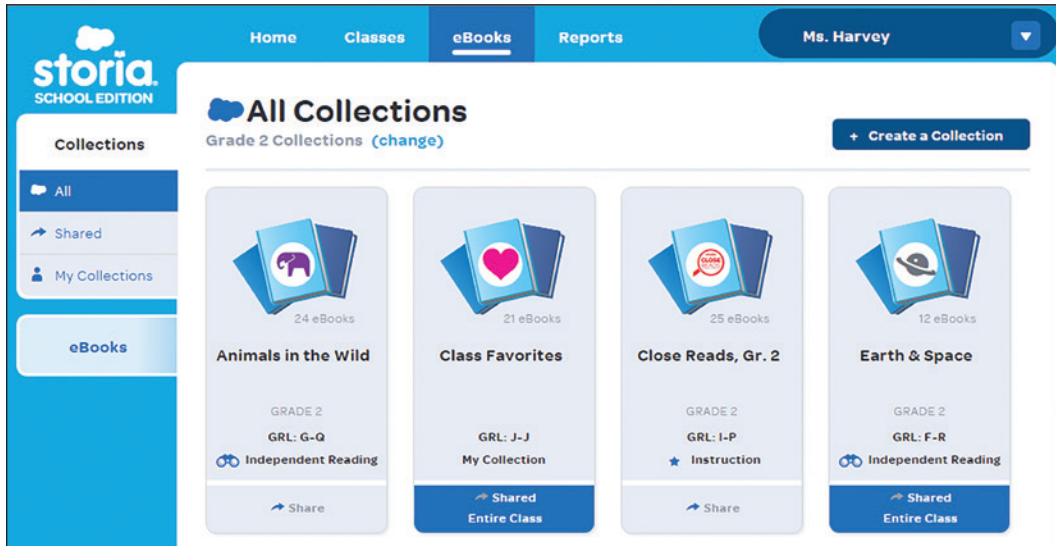 storia.
SCHOOL EDITION
Home Classes eBooks Reports
Ms. Harvey
Collections
All
Shared
My Collections
eBooks
All Collections
Grade 2 Collections (change)
+ Create a Collection
CLOSE
READS
24 eBooks
Animals in the Wild
GRADE 2
GRL: G-Q
Independent Reading
Share
21 eBooks
Class Favorites
GRL: J-J
My Collection
Shared
Entire Class
25 eBooks
Close Reads, Gr. 2
GRADE 2
GRL: I-P
Instruction
Share
12 eBooks
Earth & Space
GRADE 2
GRL: F-R
Independent Reading
Shared
Entire Class